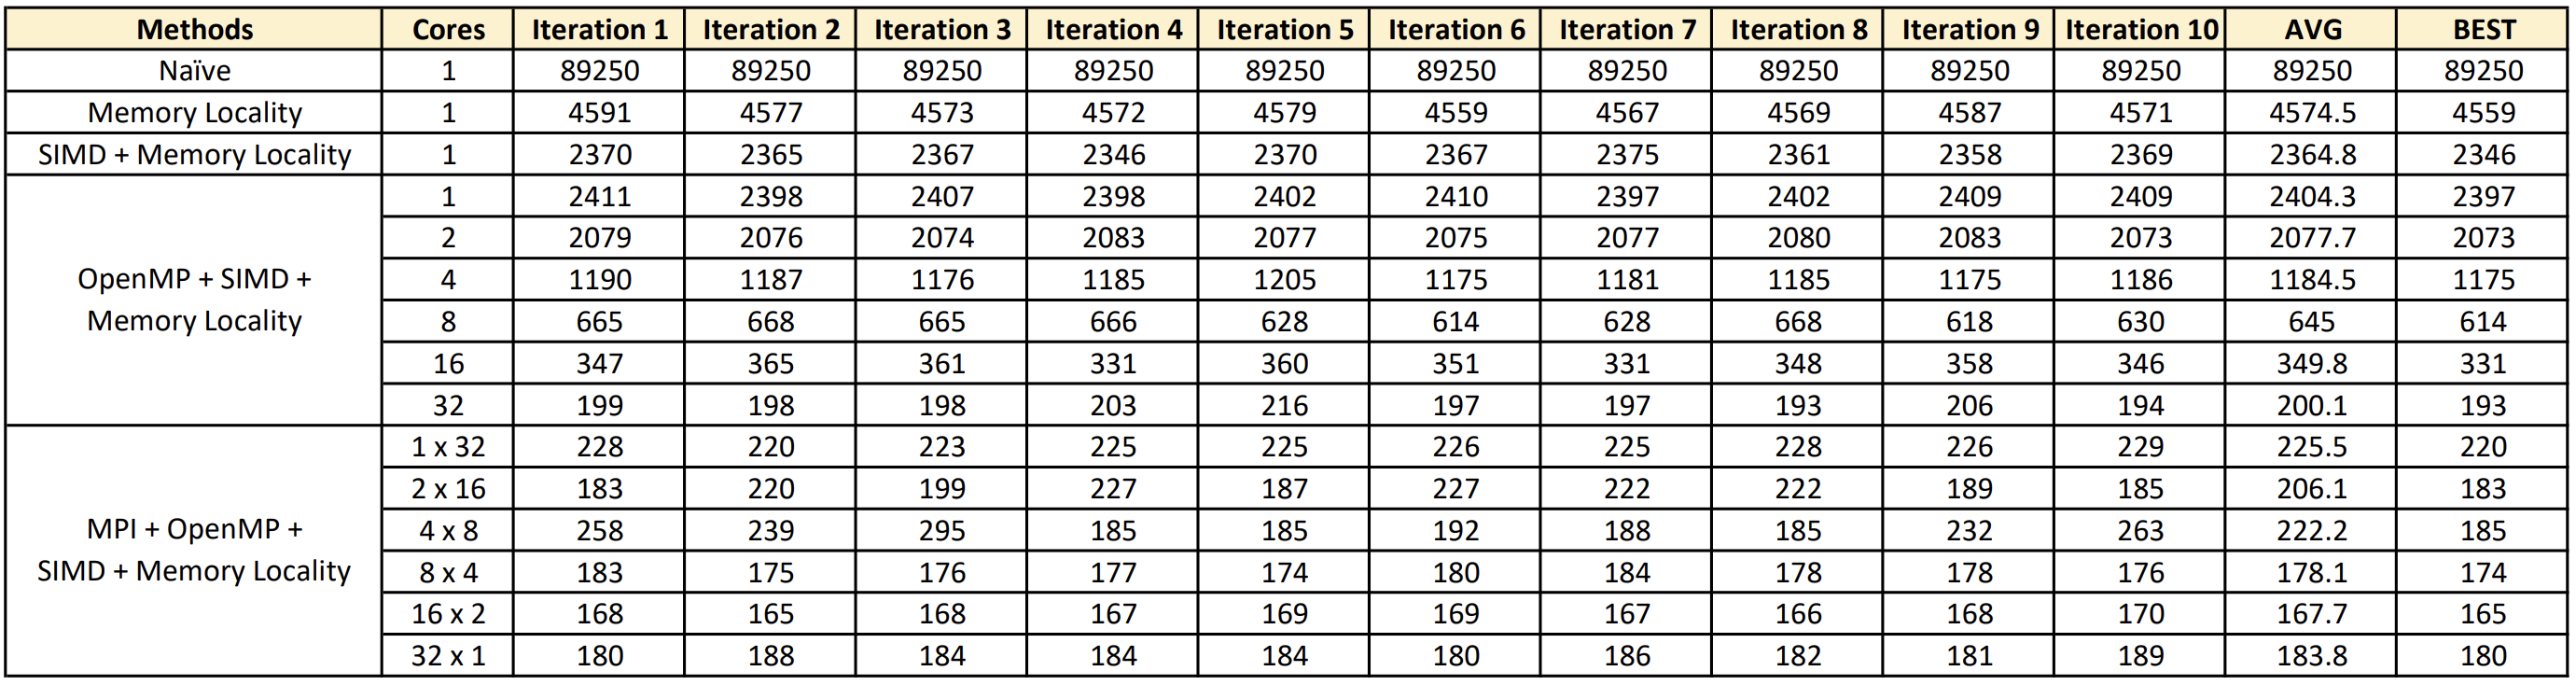 Methods Cores Iteration 1 Iteration 2 Iteration 3 Iteration 4 Iteration 5 Iteration 6 Iteration 7 Iteration 8 Iteration 9 Iteration 10 AVG BEST
Naïve 1 89250 89250 89250 89250 89250 89250 89250 89250 89250 89250 89250 89250
Memory Locality 1 4591 4577 4573 4572 4579 4559 4567 4569 4587 4571 4574.5 4559
SIMD + Memory Locality 1 2370 2365 2367 2346 2370 2367 2375 2361 2358 2369 2364.8 2346
OpenMP + SIMD +
Memory Locality
1 2411 2398 2407 2398 2402 2410 2397 2402 2409 2409 2404.3 2397
2 2079 2076 2074 2083 2077 2075 2077 2080 2083 2073 2077.7 2073
4 1190 1187 1176 1185 1205 1175 1181 1185 1175 1186 1184.5 1175
8 665 668 665 666 628 614 628 668 618 630 645 614
16 347 365 361 331 360 351 331 348 358 346 349.8 331
32 199 198 198 203 216 197 197 193 206 194 200.1 193
MPI + OpenMP +
SIMD + Memory Locality
1 x 32 228 220 223 225 225 226 225 228 226 229 225.5 220
2 x 16 183 220 199 227 187 227 222 222 189 185 206.1 183
4 x 8 258 239 295 185 185 192 188 185 232 263 222.2 185
8 x 4 183 175 176 177 174 180 184 178 178 176 178.1 174
16 x 2 168 165 168 167 169 169 167 166 168 170 167.7 165
32 x 1 180 188 184 184 184 180 186 182 181 189 183.8 180